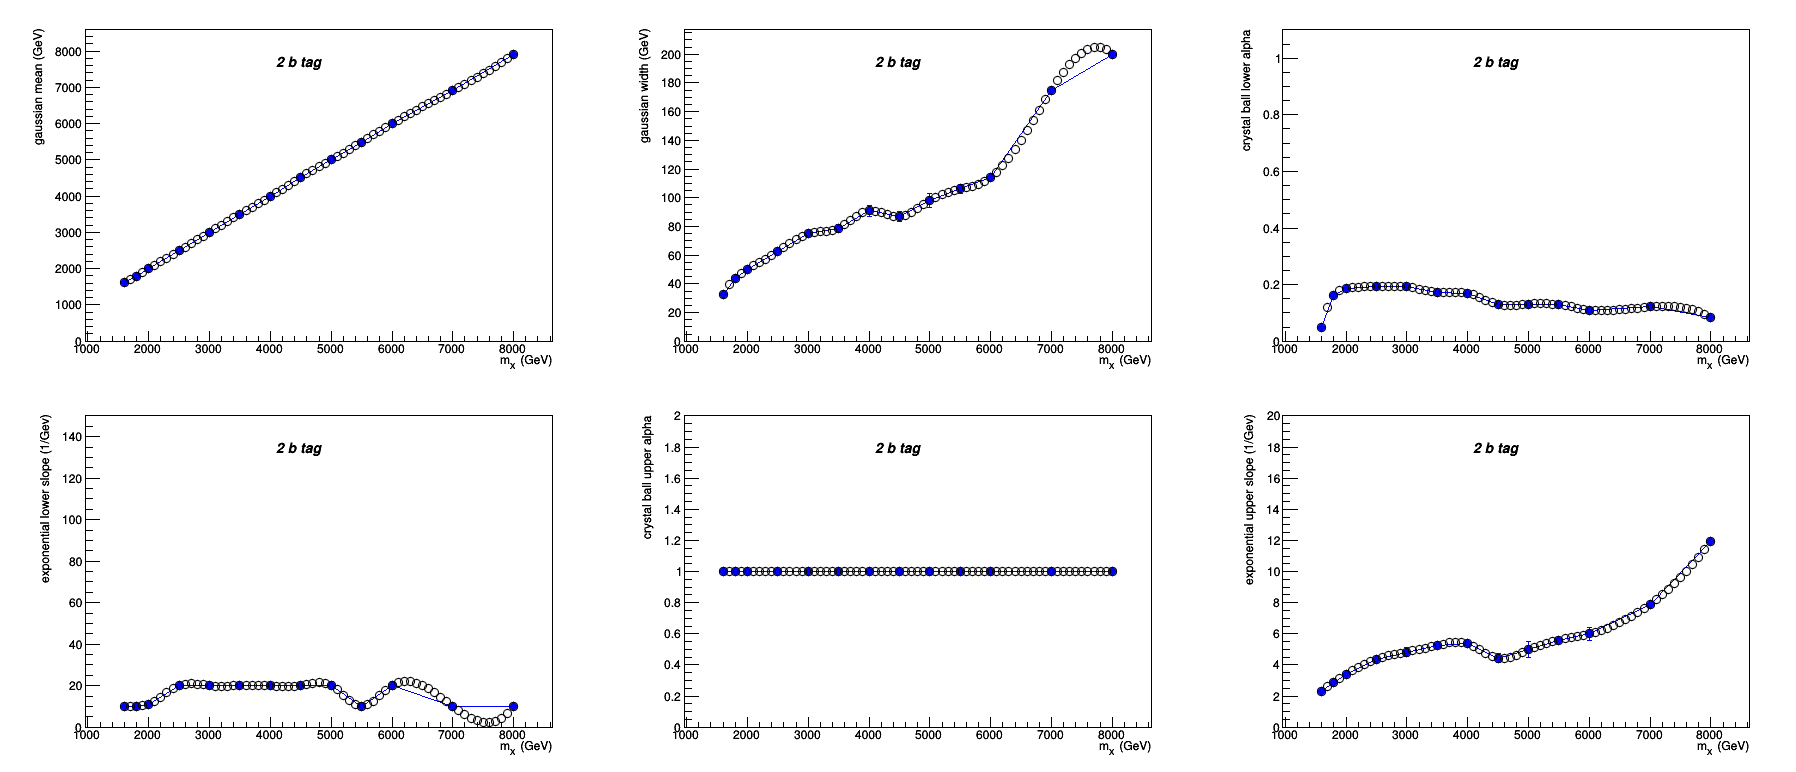 gaussian mean (GeV)
2 b tag
8000
7000
6000
5000
4000
3000
2000
1000
0
1000 2000 3000 4000 5000 6000 7000 8000
mx (GeV)
gaussian width (GeV)
2 b tag
200
180
160
140
120
100
80
60
40
20
0
1000 2000 3000 4000 5000 6000 7000 8000
mx (GeV)
crystal ball lower alpha
2 b tag
1
0.8
0.6
0.4
0.2
0
1000 2000 3000 4000 5000 6000 7000 8000
mx (GeV)
exponential lower slope (1/Gev)
2 b tag
140
120
100
80
60
40
20
0
1000 2000 3000 4000 5000 6000 7000 8000
mx (GeV)
crystal ball upper alpha
2 b tag
2
1.8
1.6
1.4
1.2
1
0.8
0.6
0.4
0.2
0
1000 2000 3000 4000 5000 6000 7000 8000
mx (GeV)
exponential upper slope (1/Gev)
2 b tag
20
18
16
14
12
10
8
6
4
2
0
1000 2000 3000 4000 5000 6000 7000 8000
mx (GeV)